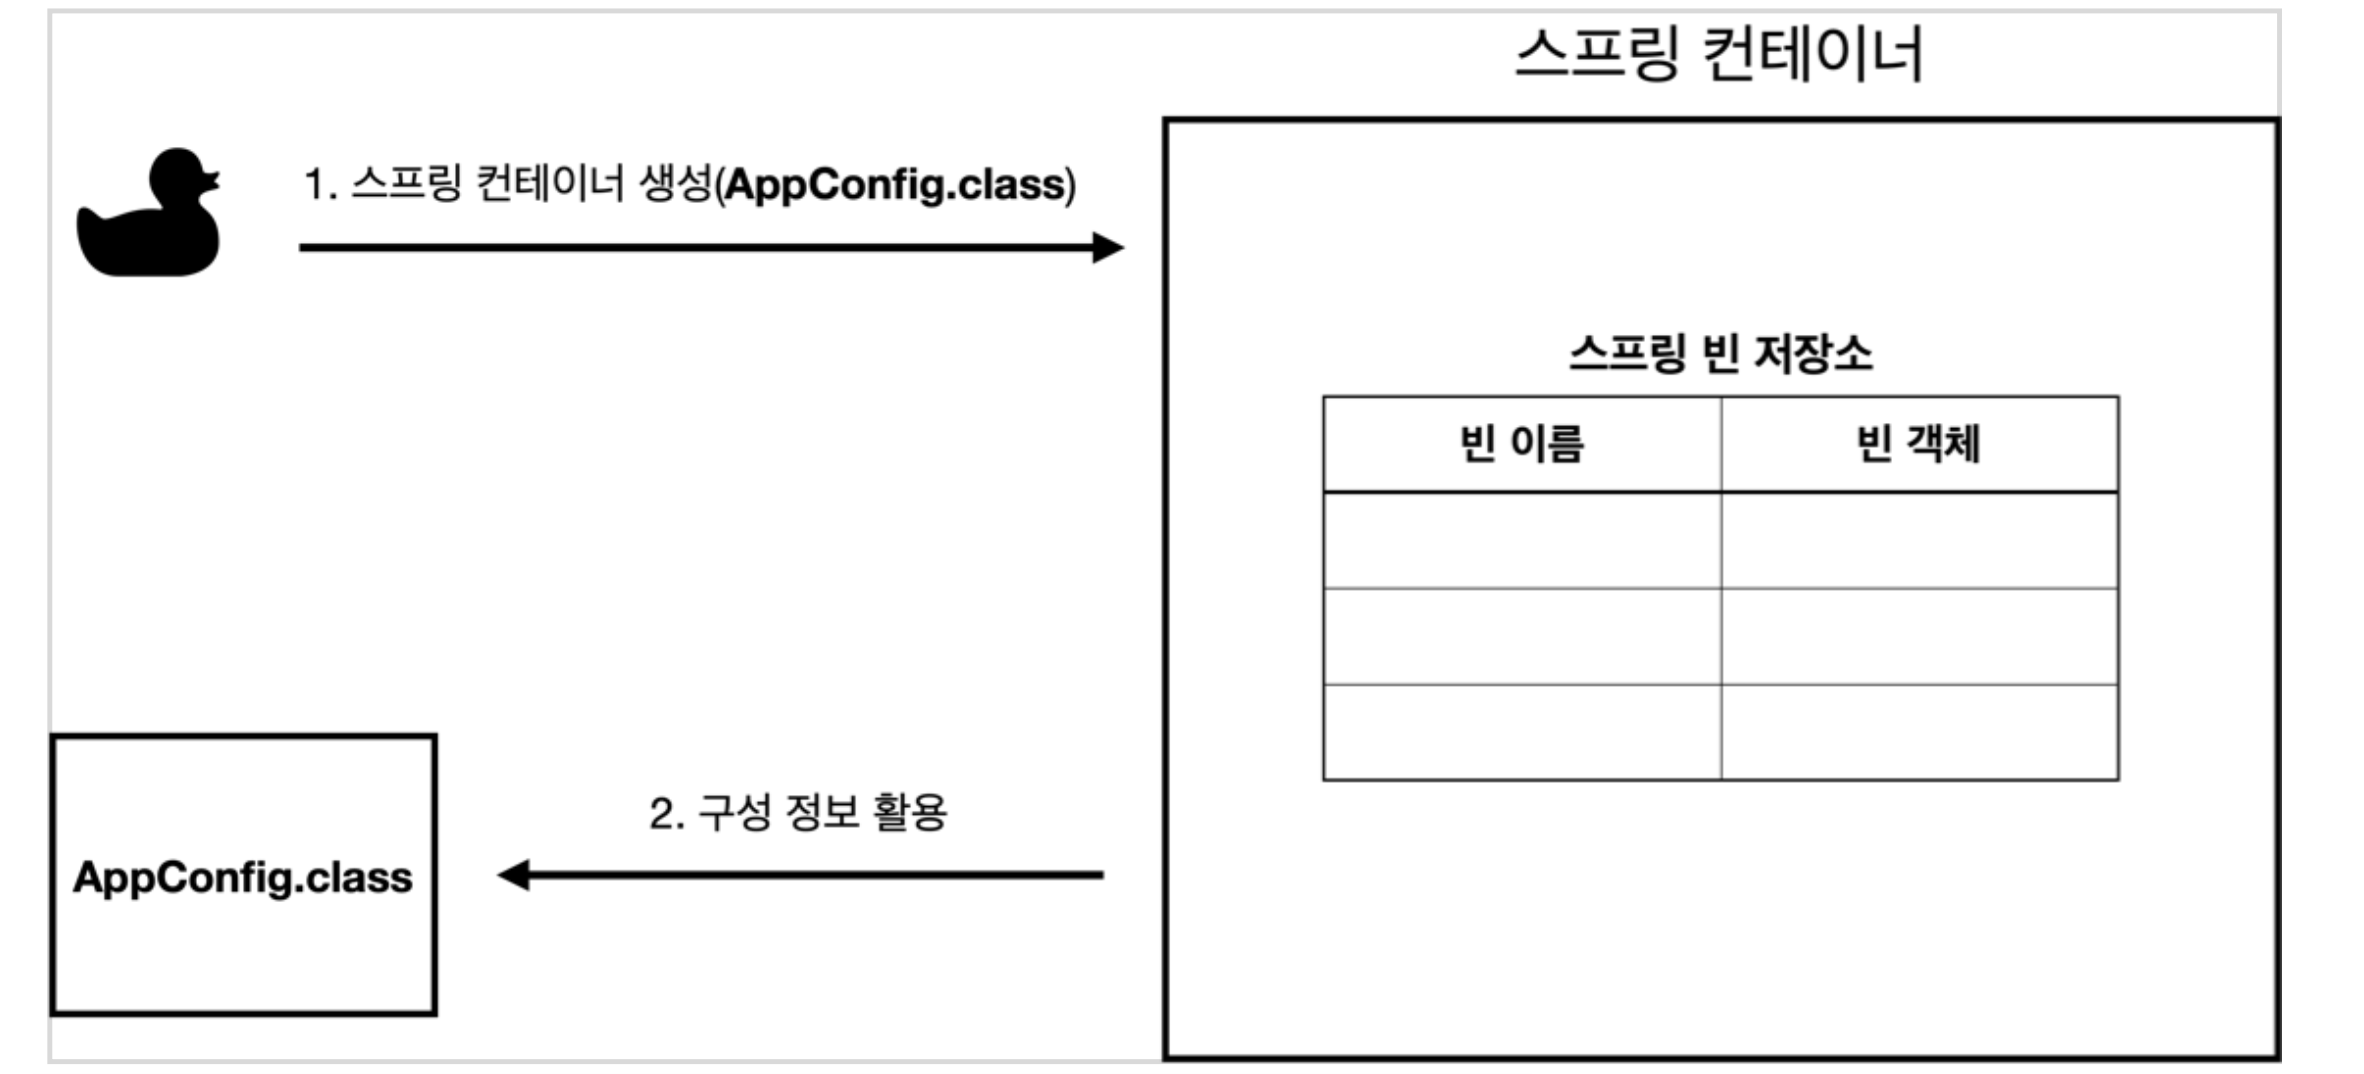 스프링 컨테이너
1. 스프링 컨테이너 생성(AppConfig.class)
스프링 빈 저장소
빈 이름 빈 객체
2. 구성 정보 활용
AppConfig.class